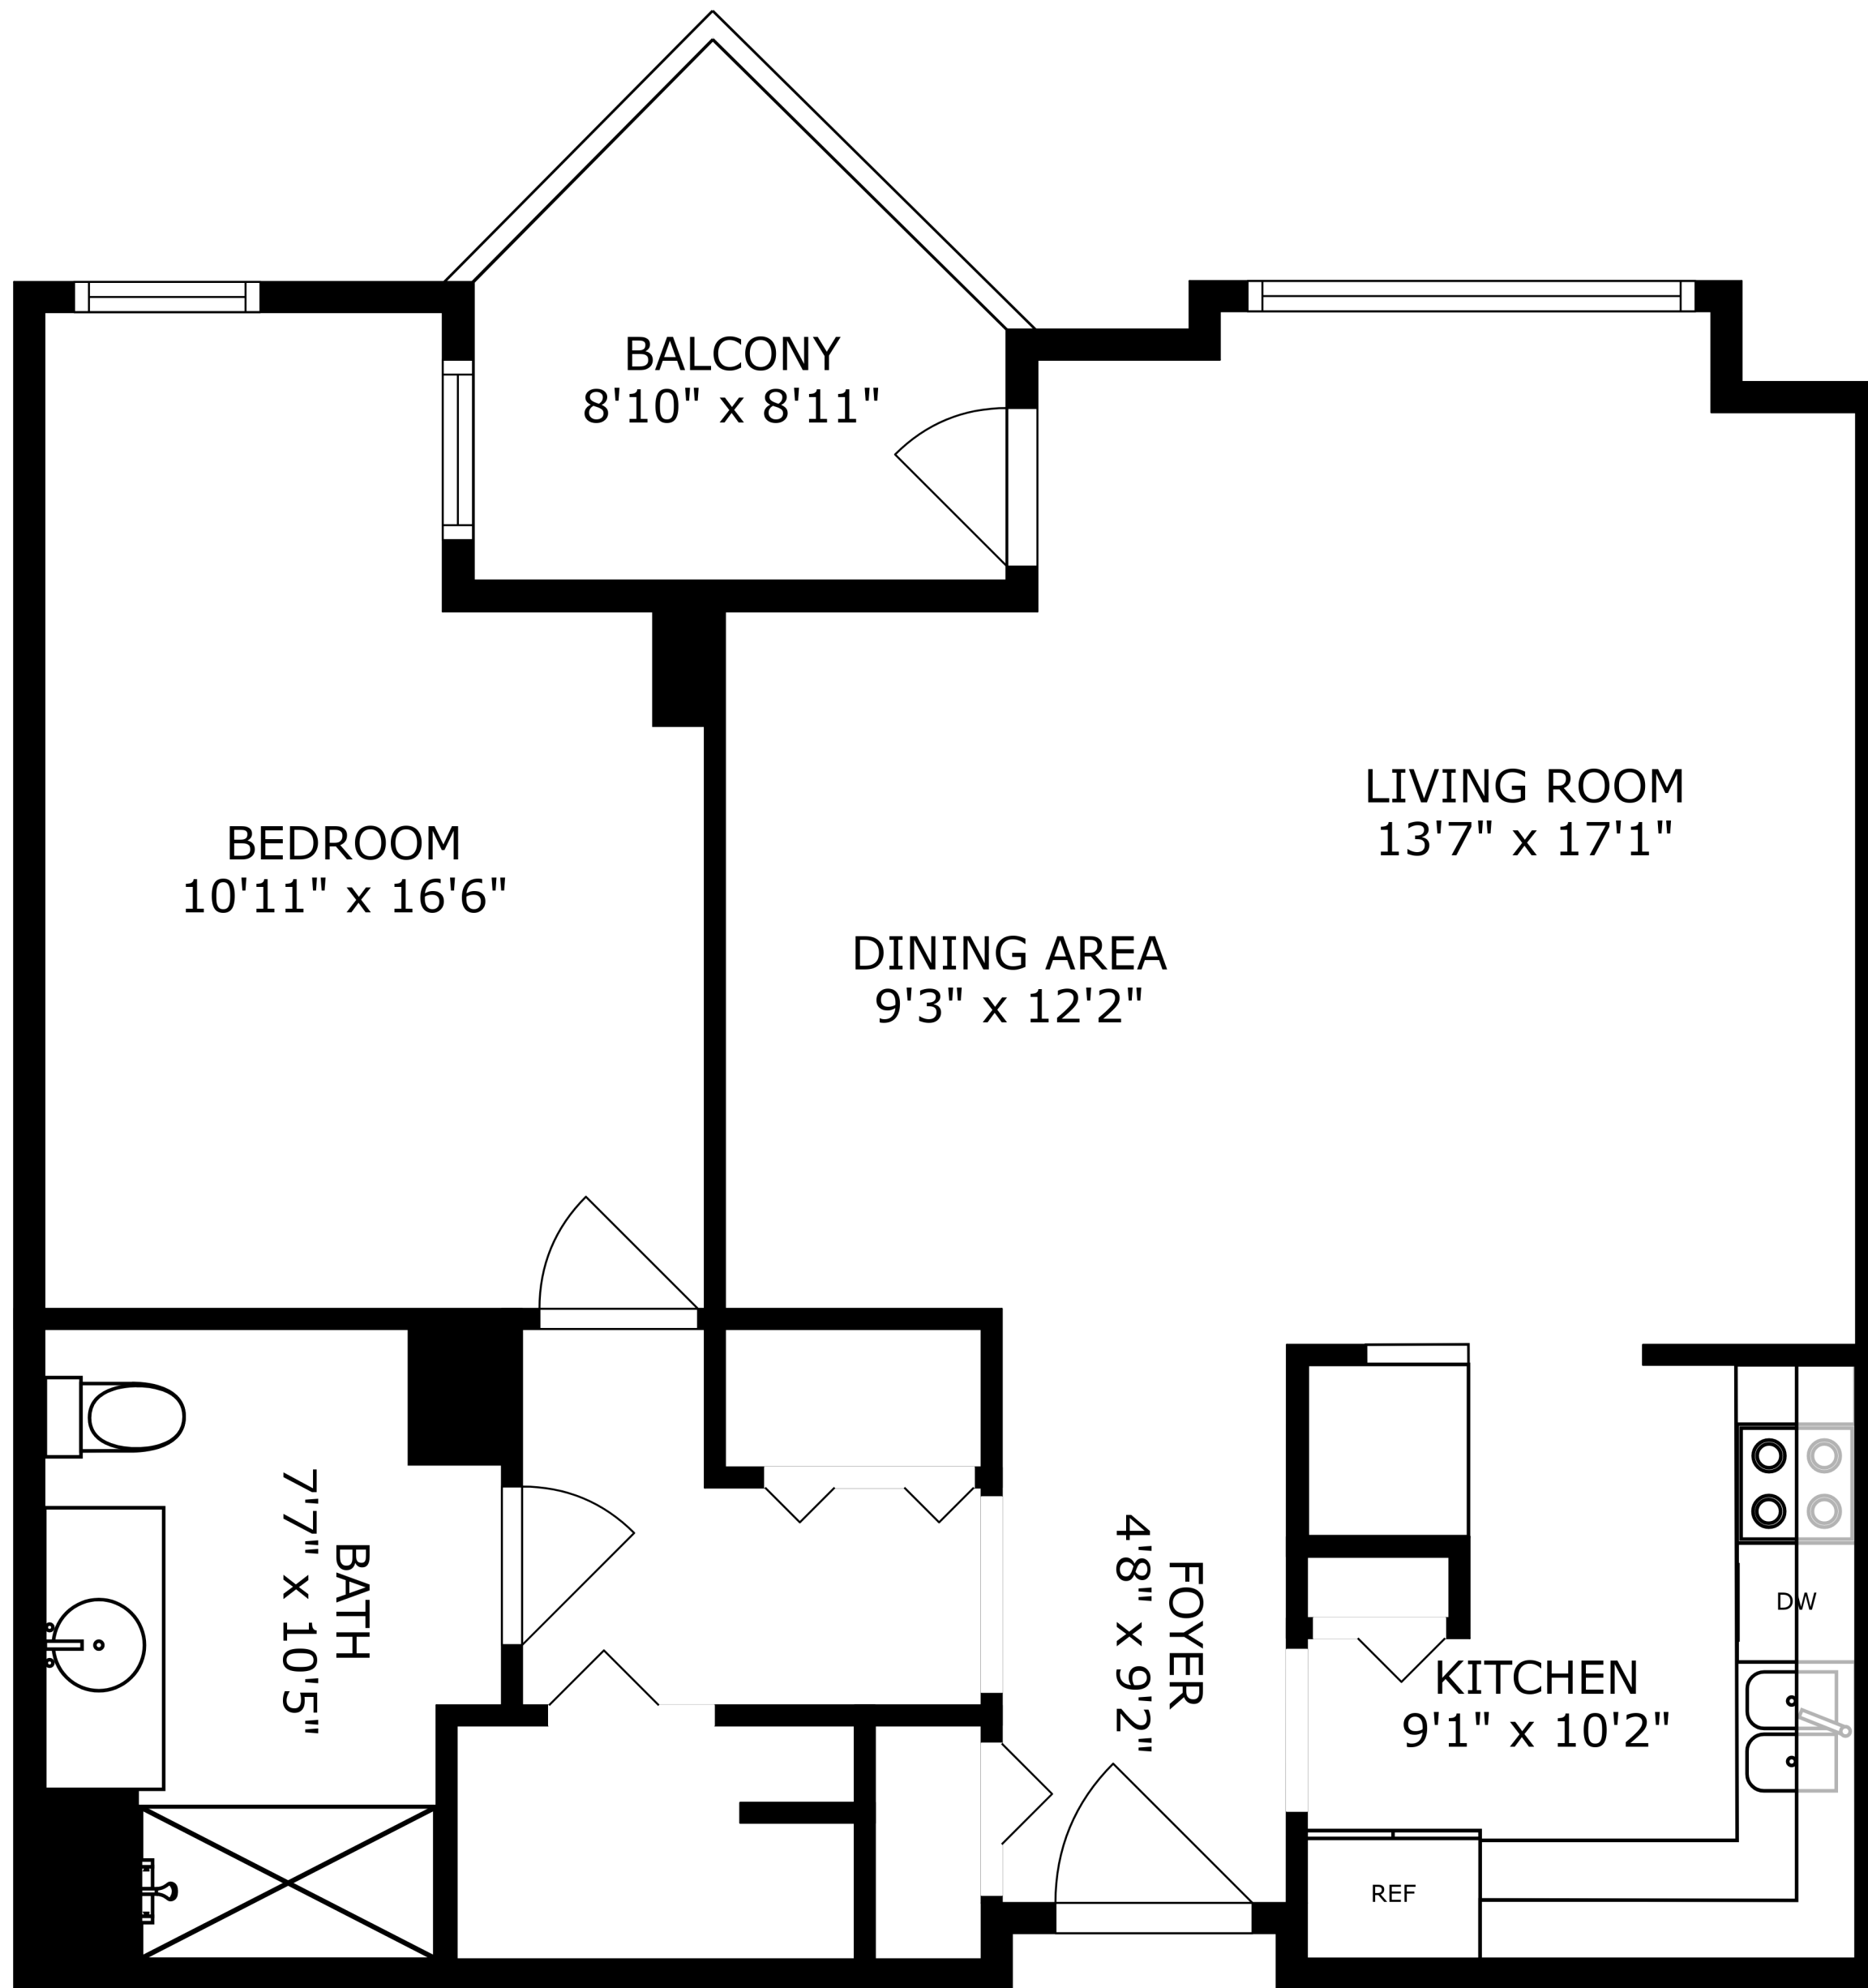 BALCONY
8'10" x 8'11"
LIVING ROOM
13'7" x 17'1"
BEDROOM
10'11" x 16'6"
DINING AREA
9'3" x 12'2"
BATH
7'7" x 10'5"
FOYER
4'8" x 9'2"
DW
KITCHEN
9'1" x 10'2"
REF